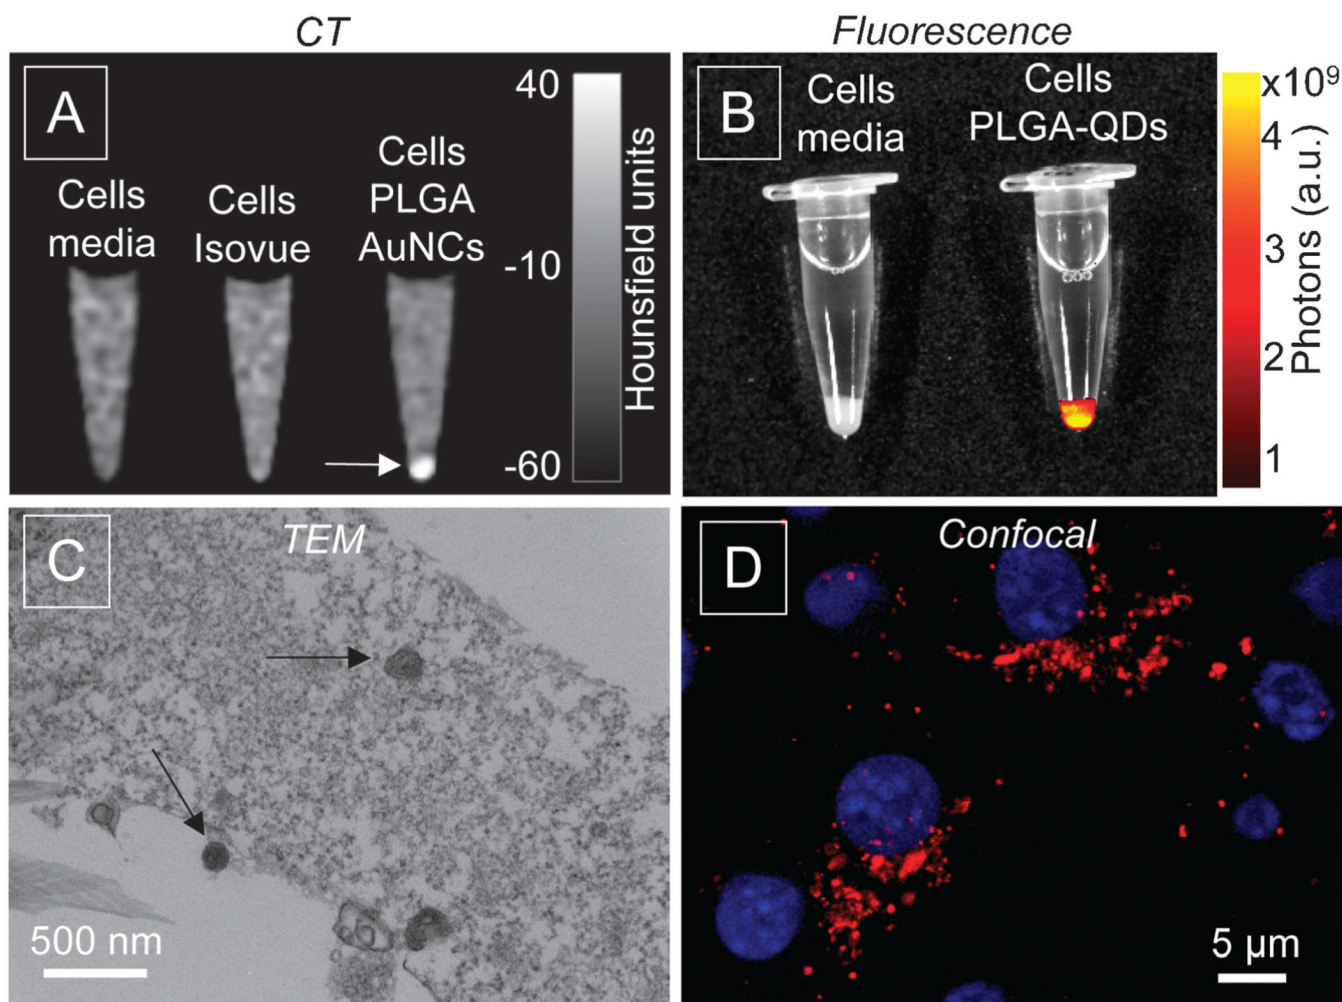 CT
Fluorescence
A
Cells
media
Cells
Isovue
Cells
PLGA
AuNCs
40
-10
-60
Hounsfield units
B
Cells
media
Cells
PLGA-QDs
x10⁹
4
3
2
1
Photons (a.u.)
C
TEM
500 nm
D
Confocal
5 µm